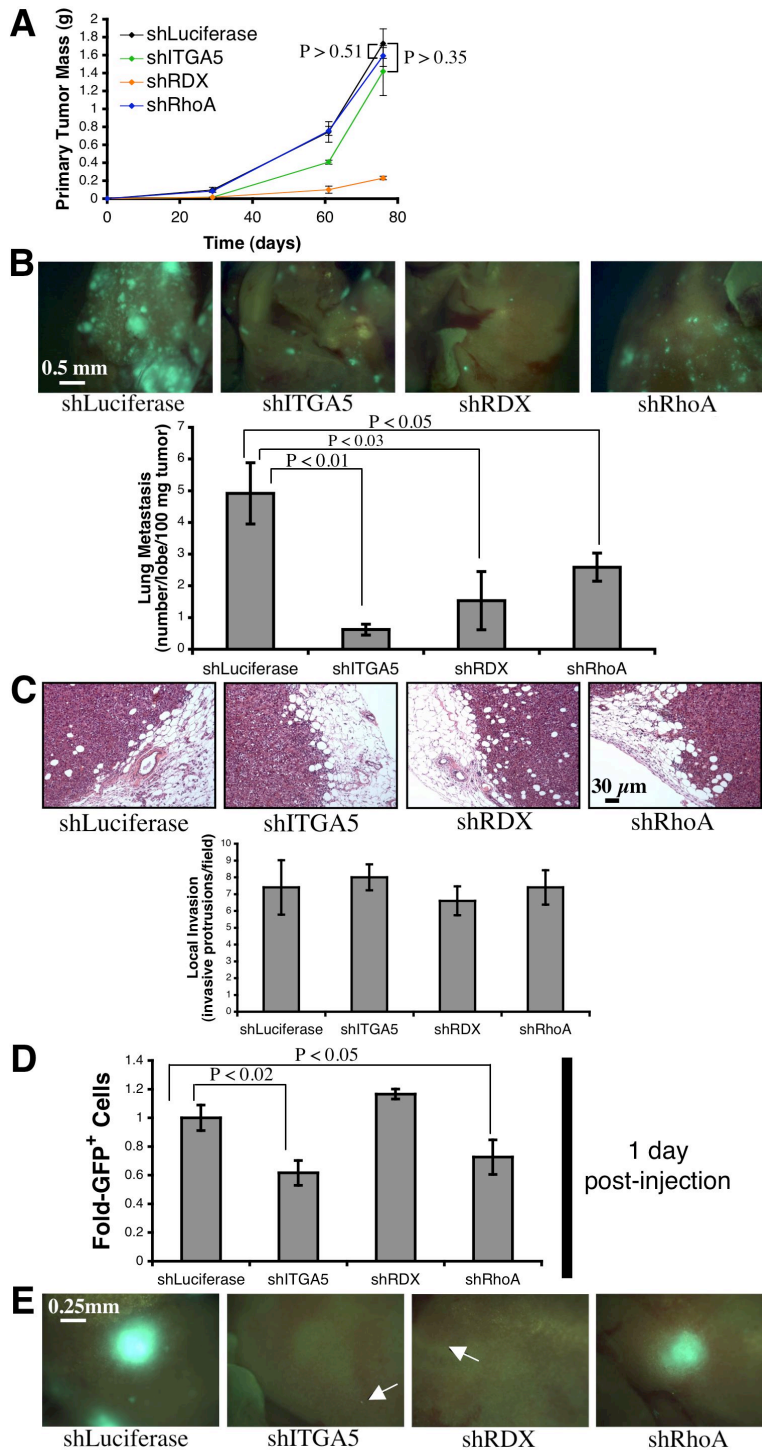 A
Primary Tumor Mass (g)
2
1.8
1.6
1.4
1.2
1
0.8
0.6
0.4
0.2
0
shLuciferase
shITGA5
shRDX
shRhoA
P > 0.51
P > 0.35
0 20 40 60 80
Time (days)
B
0.5 mm
shLuciferase shITGA5 shRDX shRhoA
Lung Metastasis
(number/lobe/100 mg tumor)
7
6
5
4
3
2
1
0
P < 0.05
P < 0.03
P < 0.01
shLuciferase shITGA5 shRDX shRhoA
C
30 µm
shLuciferase shITGA5 shRDX shRhoA
Local Invasion
(invasive protrusions/field)
10
9
8
7
6
5
4
3
2
1
0
shLuciferase shITGA5 shRDX shRhoA
D
Fold-GFP+ Cells
1.4
1.2
1
0.8
0.6
0.4
0.2
0
P < 0.05
P < 0.02
shLuciferase shITGA5 shRDX shRhoA
1 day
post-injection
E
0.25mm
shLuciferase shITGA5 shRDX shRhoA